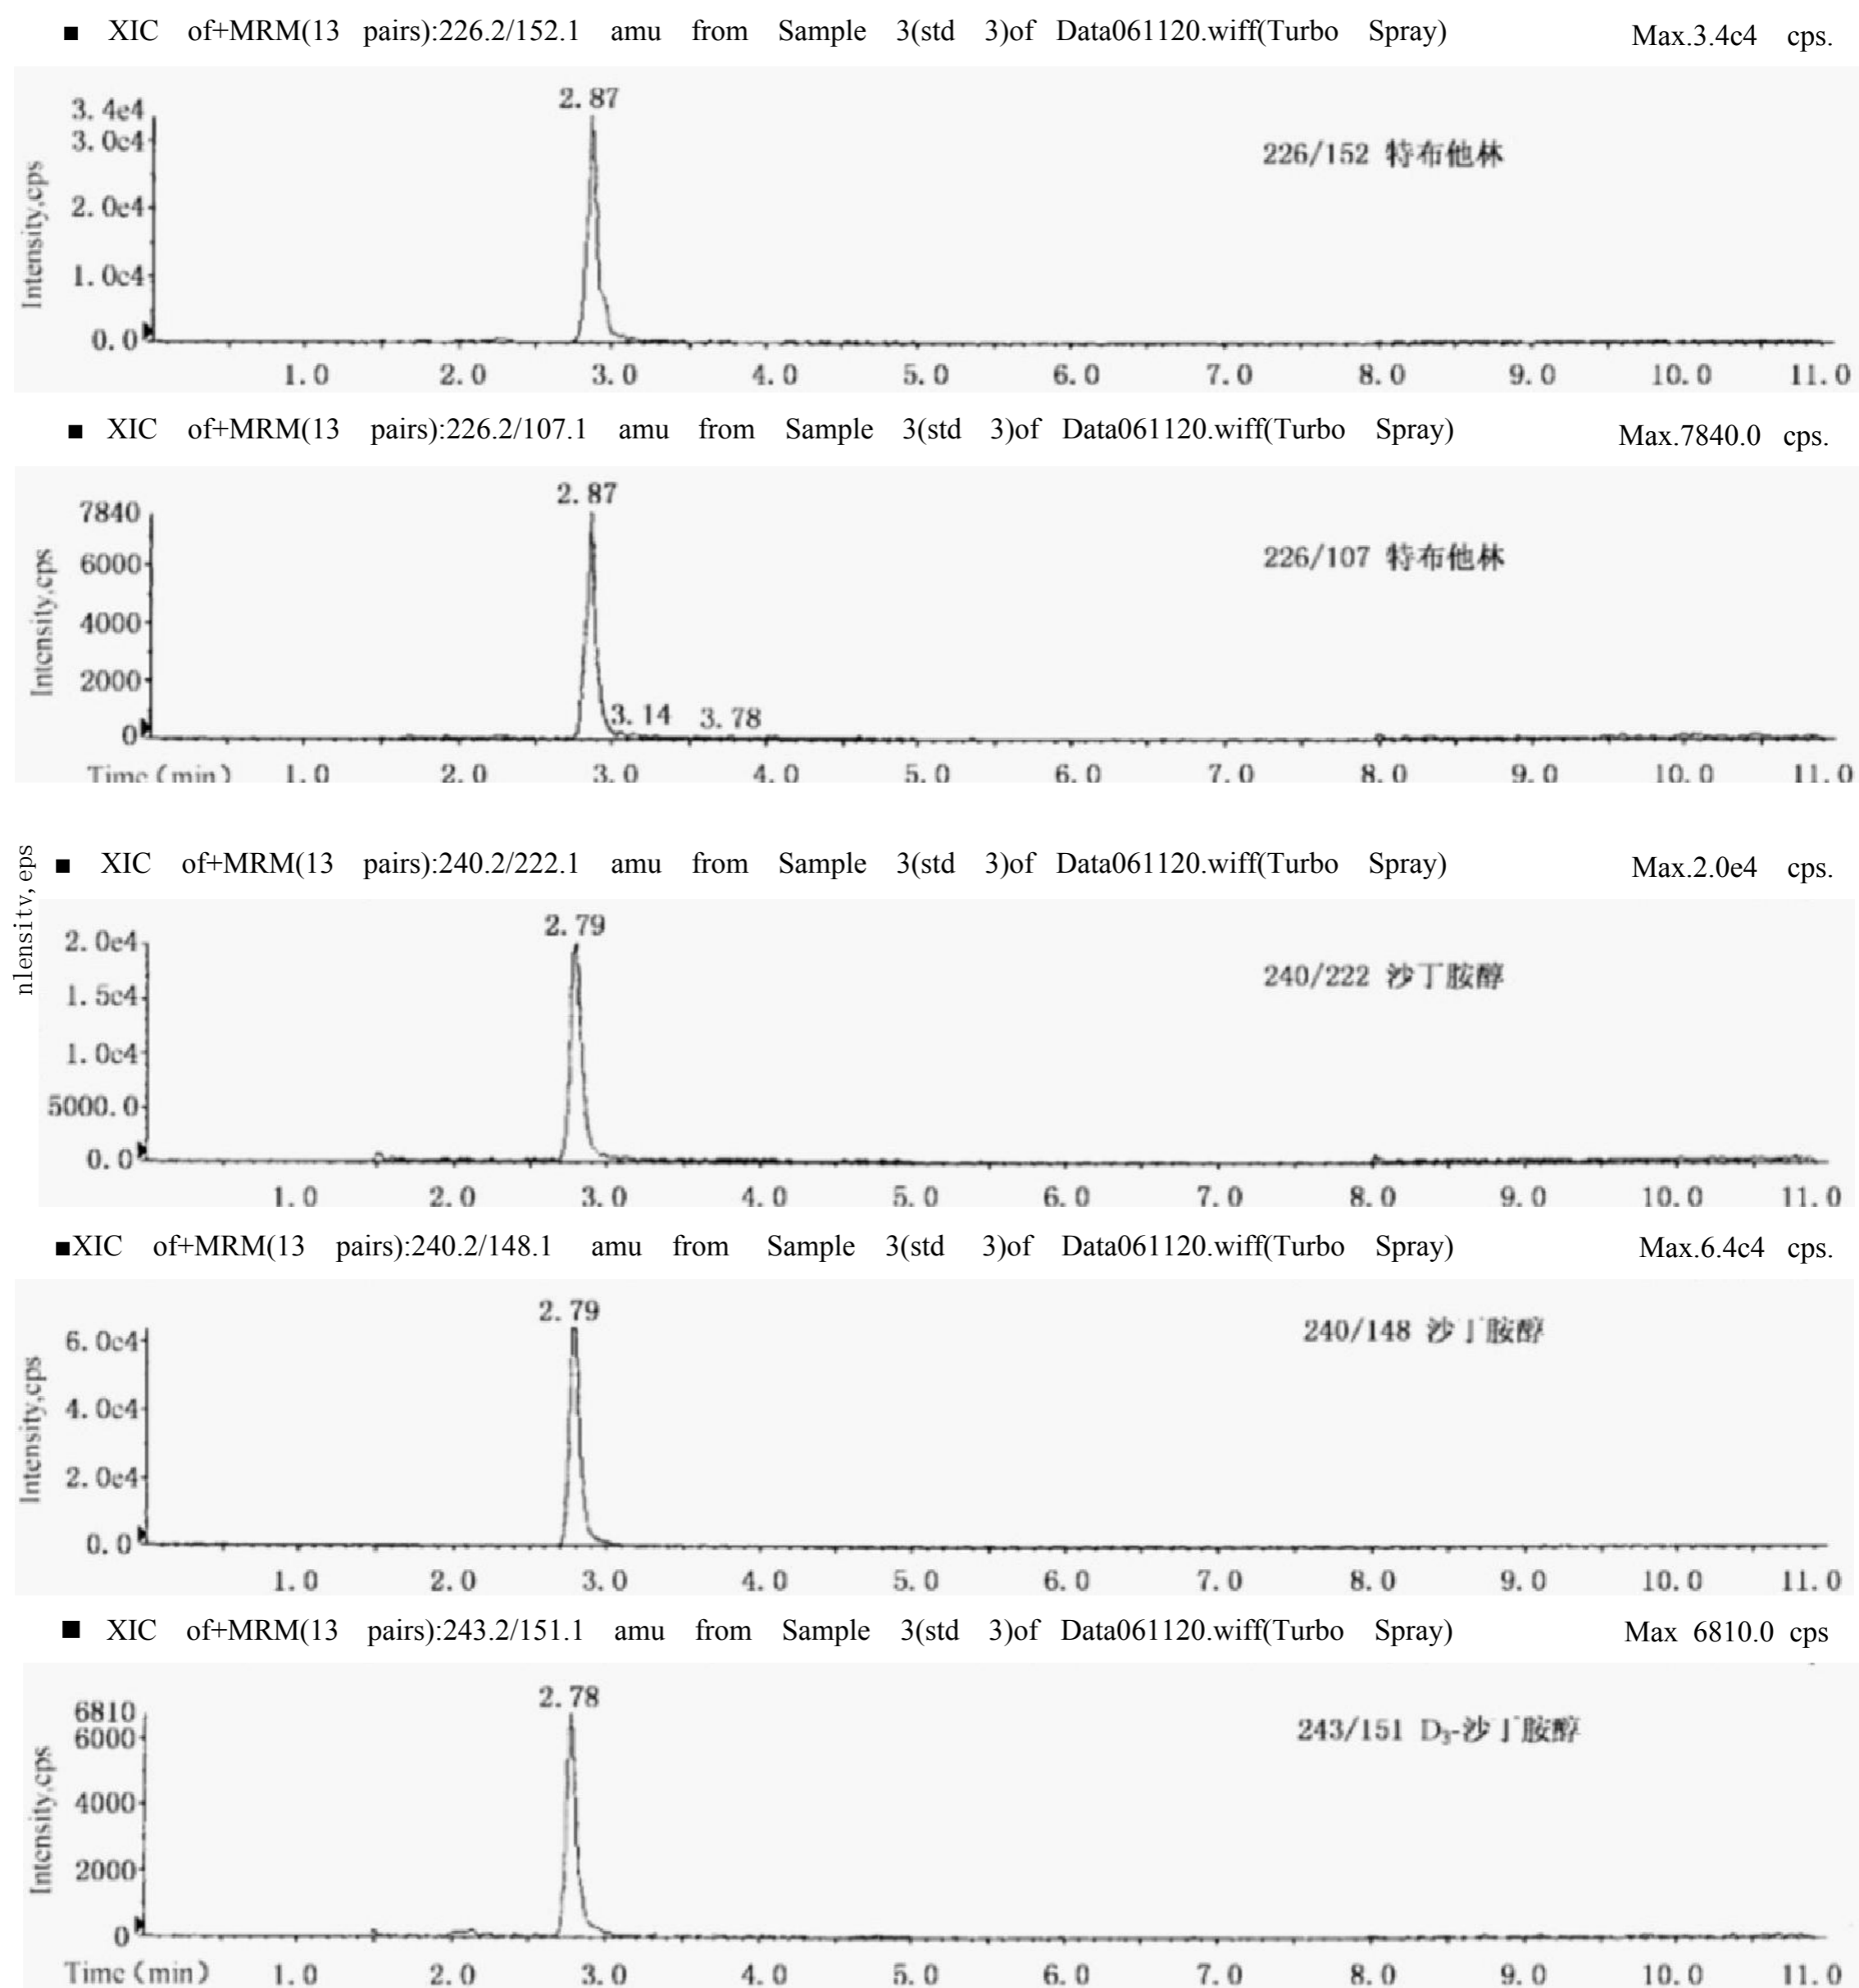 ■ XIC of+MRM(13 pairs):226.2/152.1 amu from Sample 3(std 3)of Data061120.wiff(Turbo Spray) Max.3.4c4 cps.
2.87
3.4e4
3.0c4
226/152 特布他林
2.0e4
1.0c4
0.0
Intensity,cps
1.0 2.0 3.0 4.0 5.0 6.0 7.0 8.0 9.0 10.0 11.0
■ XIC of+MRM(13 pairs):226.2/107.1 amu from Sample 3(std 3)of Data061120.wiff(Turbo Spray) Max.7840.0 cps.
2.87
7840
6000
226/107 特布他林
4000
2000
3.14 3.78
0
Intensity,cps
Time(min) 1.0 2.0 3.0 4.0 5.0 6.0 7.0 8.0 9.0 10.0 11.0
nlensitv,eps
■ XIC of+MRM(13 pairs):240.2/222.1 amu from Sample 3(std 3)of Data061120.wiff(Turbo Spray) Max.2.0e4 cps.
2.79
2.0e4
240/222 沙丁胺醇
1.5c4
1.0c4
5000.0
0.0
1.0 2.0 3.0 4.0 5.0 6.0 7.0 8.0 9.0 10.0 11.0
■XIC of+MRM(13 pairs):240.2/148.1 amu from Sample 3(std 3)of Data061120.wiff(Turbo Spray) Max.6.4c4 cps.
2.79
6.0c4
240/148 沙丁胺醇
4.0c4
2.0e4
0.0
Intensity,cps
1.0 2.0 3.0 4.0 5.0 6.0 7.0 8.0 9.0 10.0 11.0
■ XIC of+MRM(13 pairs):243.2/151.1 amu from Sample 3(std 3)of Data061120.wiff(Turbo Spray) Max 6810.0 cps
2.78
6810
6000
243/151 D₃-沙丁胺醇
4000
2000
0
Intensity,cps
Time(min) 1.0 2.0 3.0 4.0 5.0 6.0 7.0 8.0 9.0 10.0 11.0